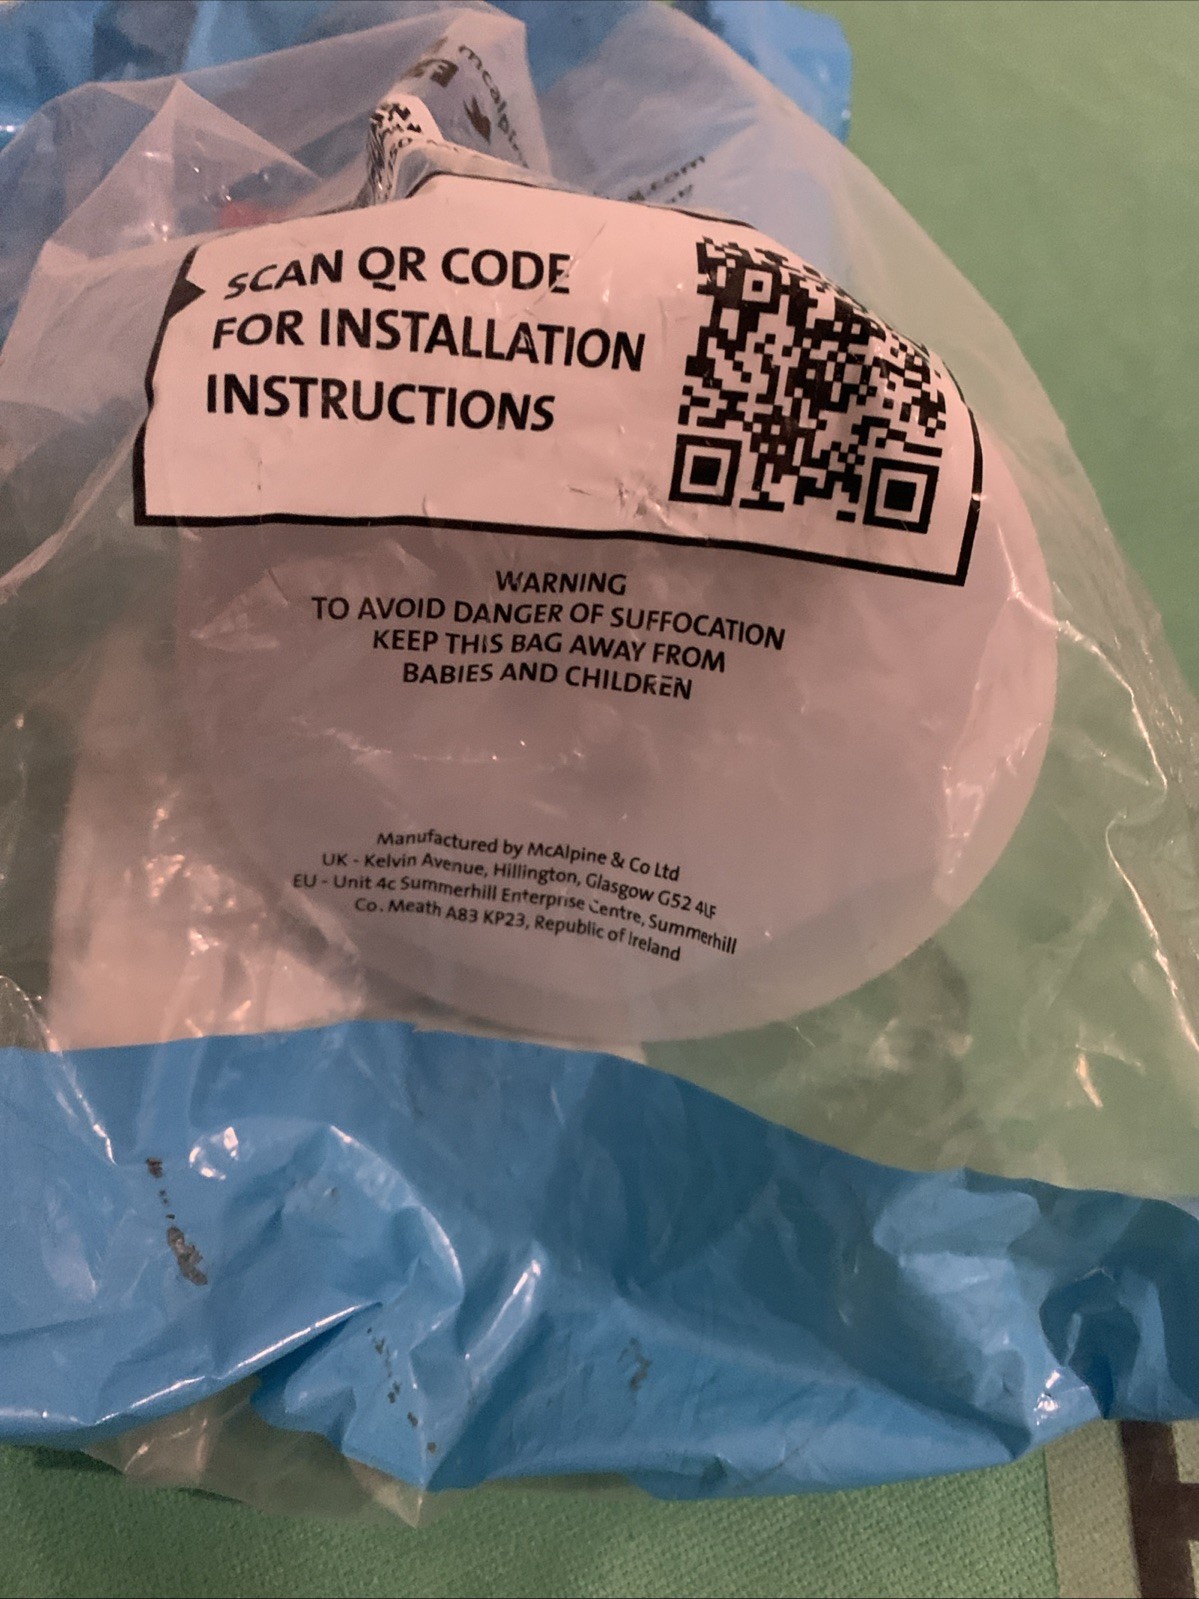 mcalpin
.com
SCAN QR CODE
FOR INSTALLATION
INSTRUCTIONS
WARNING
TO AVOID DANGER OF SUFFOCATION
KEEP THIS BAG AWAY FROM
BABIES AND CHILDREN
Manufactured by McAlpine & Co Ltd
UK - Kelvin Avenue, Hillington, Glasgow G52 4LF
EU - Unit 4c Summerhill Enterprise Centre, Summerhill
Co. Meath A83 KP23, Republic of Ireland